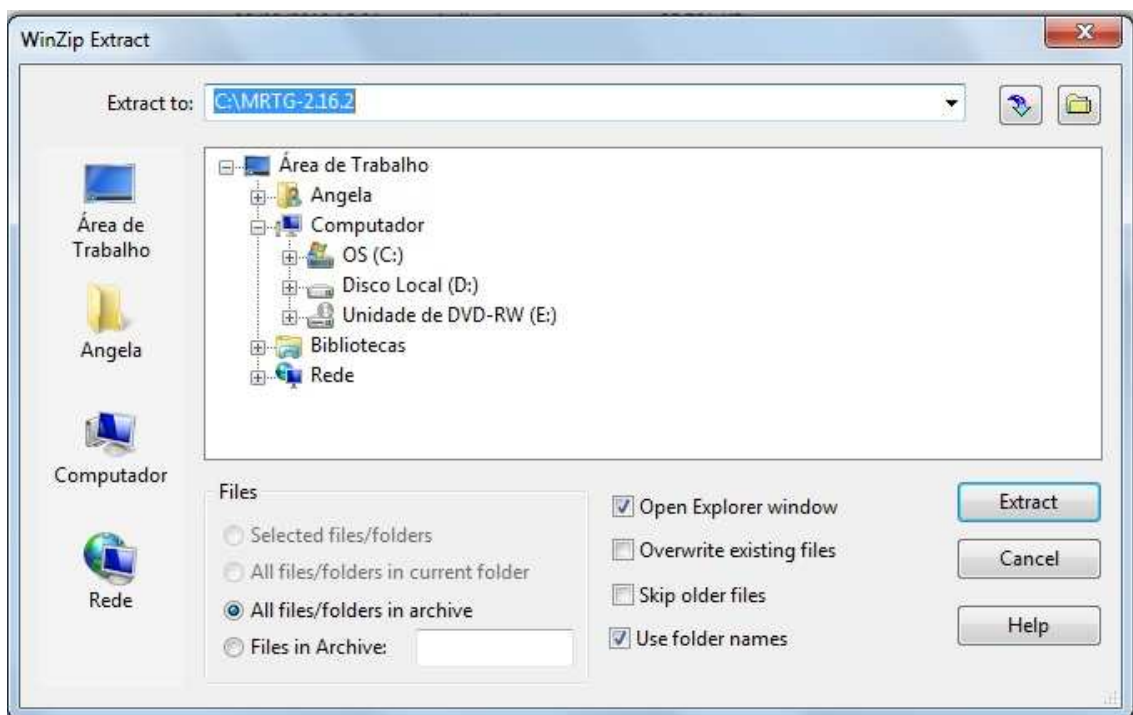 WinZip Extract
Extract to:
C:\MRTG-2.16.2
Área de
Trabalho
Angela
Computador
Rede
Área de Trabalho
Angela
Computador
OS (C:)
Disco Local (D:)
Unidade de DVD-RW (E:)
Bibliotecas
Rede
Files
Selected files/folders
All files/folders in current folder
All files/folders in archive
Files in Archive:
Open Explorer window
Overwrite existing files
Skip older files
Use folder names
Extract
Cancel
Help